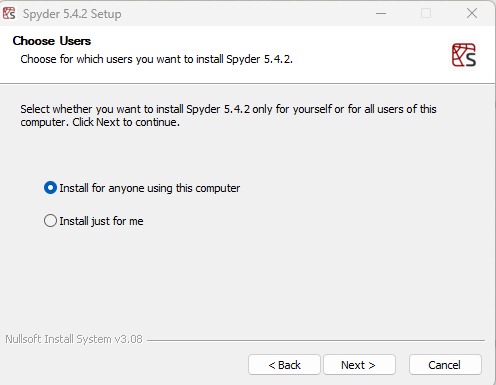 Spyder 5.4.2 Setup
Choose Users
Choose for which users you want to install Spyder 5.4.2.
S
Select whether you want to install Spyder 5.4.2 only for yourself or for all users of this
computer. Click Next to continue.
Install for anyone using this computer
Install just for me
Nullsoft Install System v3.08
< Back Next > Cancel